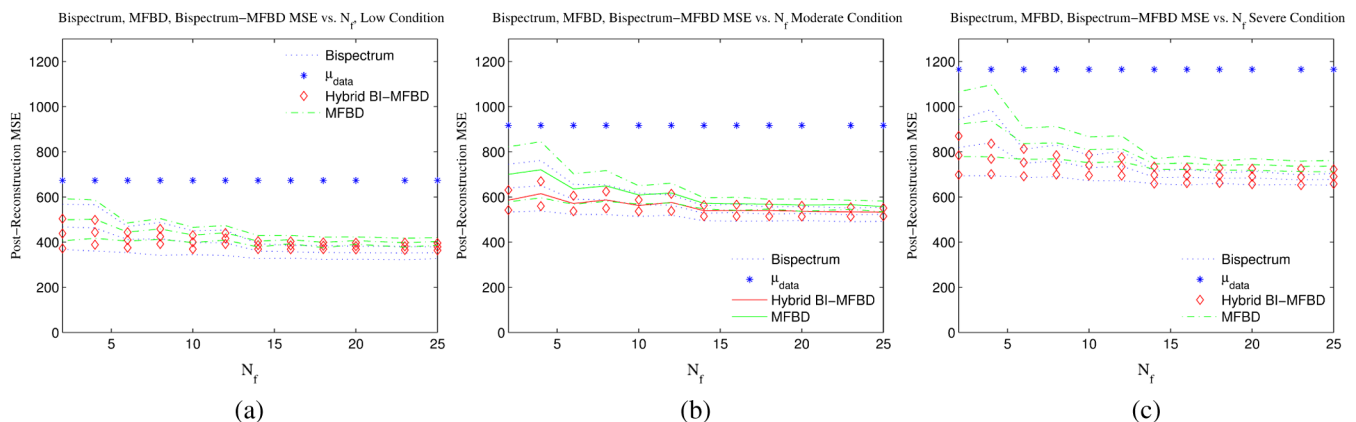 Bispectrum, MFBD, Bispectrum−MFBD MSE vs. N_f, Low Condition
1200
1000
800
600
400
200
0
5
10
15
20
25
Post−Reconstruction MSE
N_f
Bispectrum
μ_data
Hybrid BI−MFBD
MFBD
(a)
Bispectrum, MFBD, Bispectrum−MFBD MSE vs. N_f Moderate Condition
1200
1000
800
600
400
200
0
5
10
15
20
25
Post−Reconstruction MSE
N_f
Bispectrum
μ_data
Hybrid BI−MFBD
MFBD
(b)
Bispectrum, MFBD, Bispectrum−MFBD MSE vs. N_f Severe Condition
1200
1000
800
600
400
200
0
5
10
15
20
25
Post−Reconstruction MSE
N_f
Bispectrum
μ_data
Hybrid BI−MFBD
MFBD
(c)